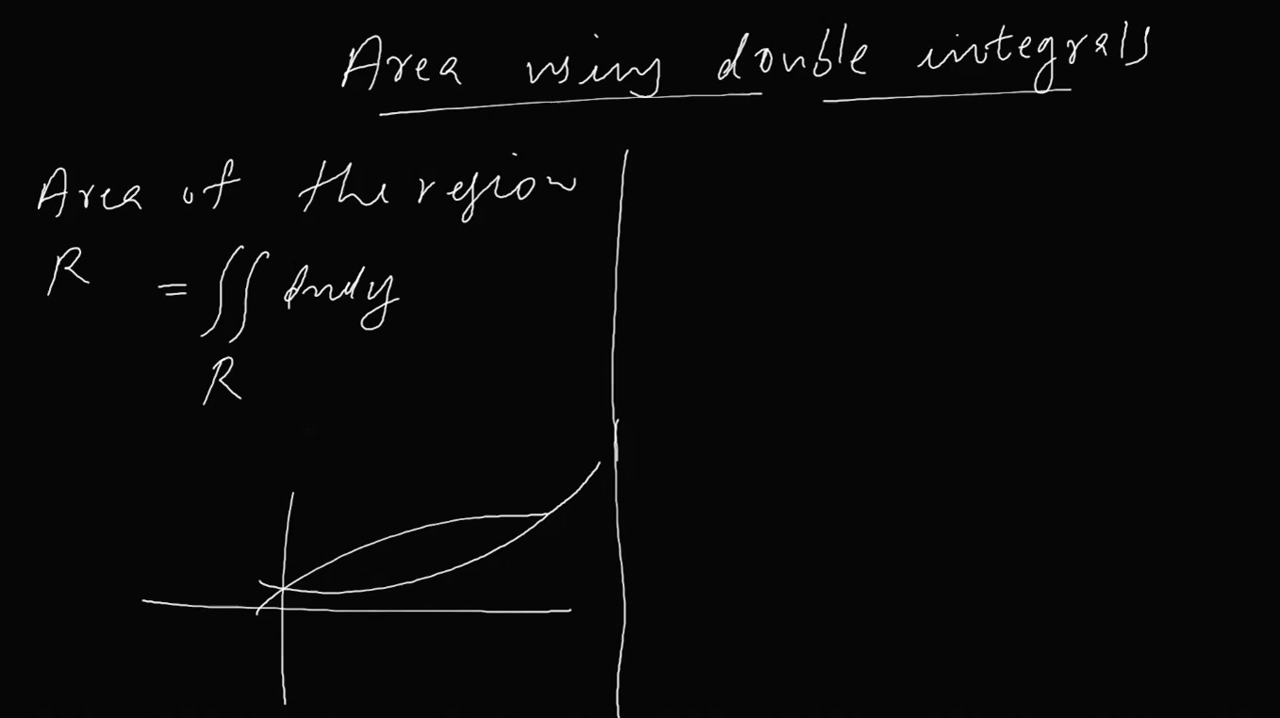 Area using double integrals
Area of the region
R = ∬ dxdy
R